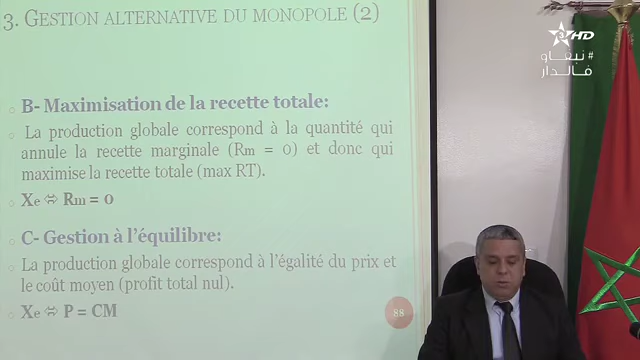 3. GESTION ALTERNATIVE DU MONOPOLE (2)
HD
# نبقاو
فالدار
B- Maximisation de la recette totale:
La production globale correspond à la quantité qui
annule la recette marginale (Rm = 0) et donc qui
maximise la recette totale (max RT).
Xe ⇔ Rm = 0
C- Gestion à l'équilibre:
La production globale correspond à l'égalité du prix et
le coût moyen (profit total nul).
Xe ⇔ P = CM
88